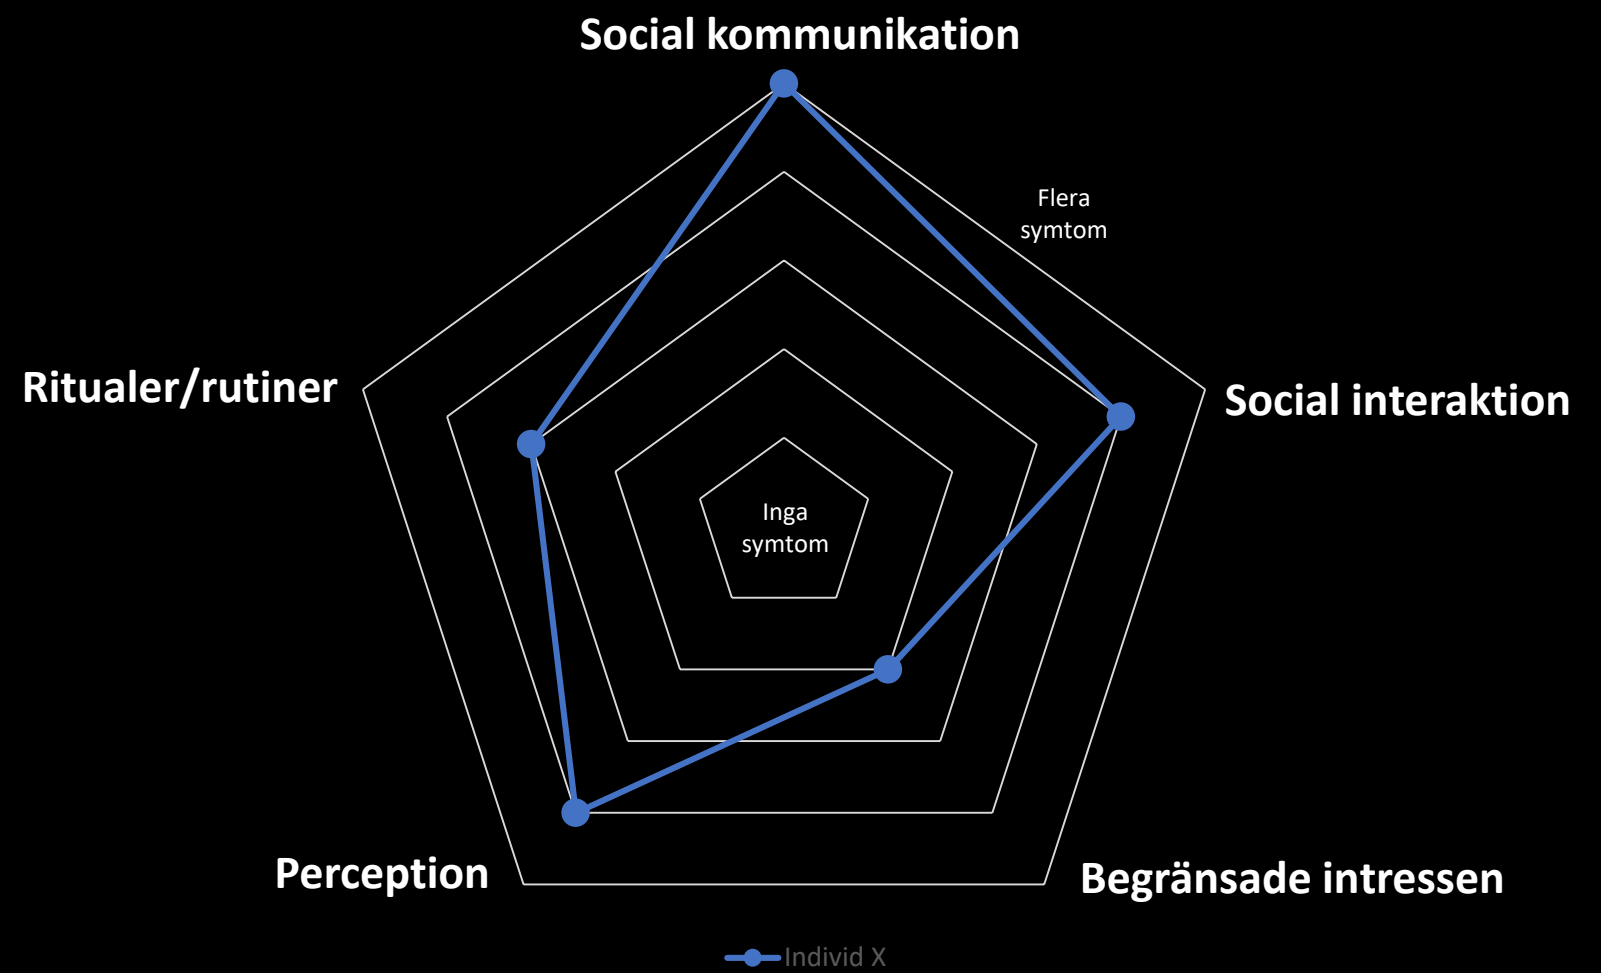 Social kommunikation
Flera
symtom
Ritualer/rutiner
Social interaktion
Inga
symtom
Perception
Begränsade intressen
Individ X